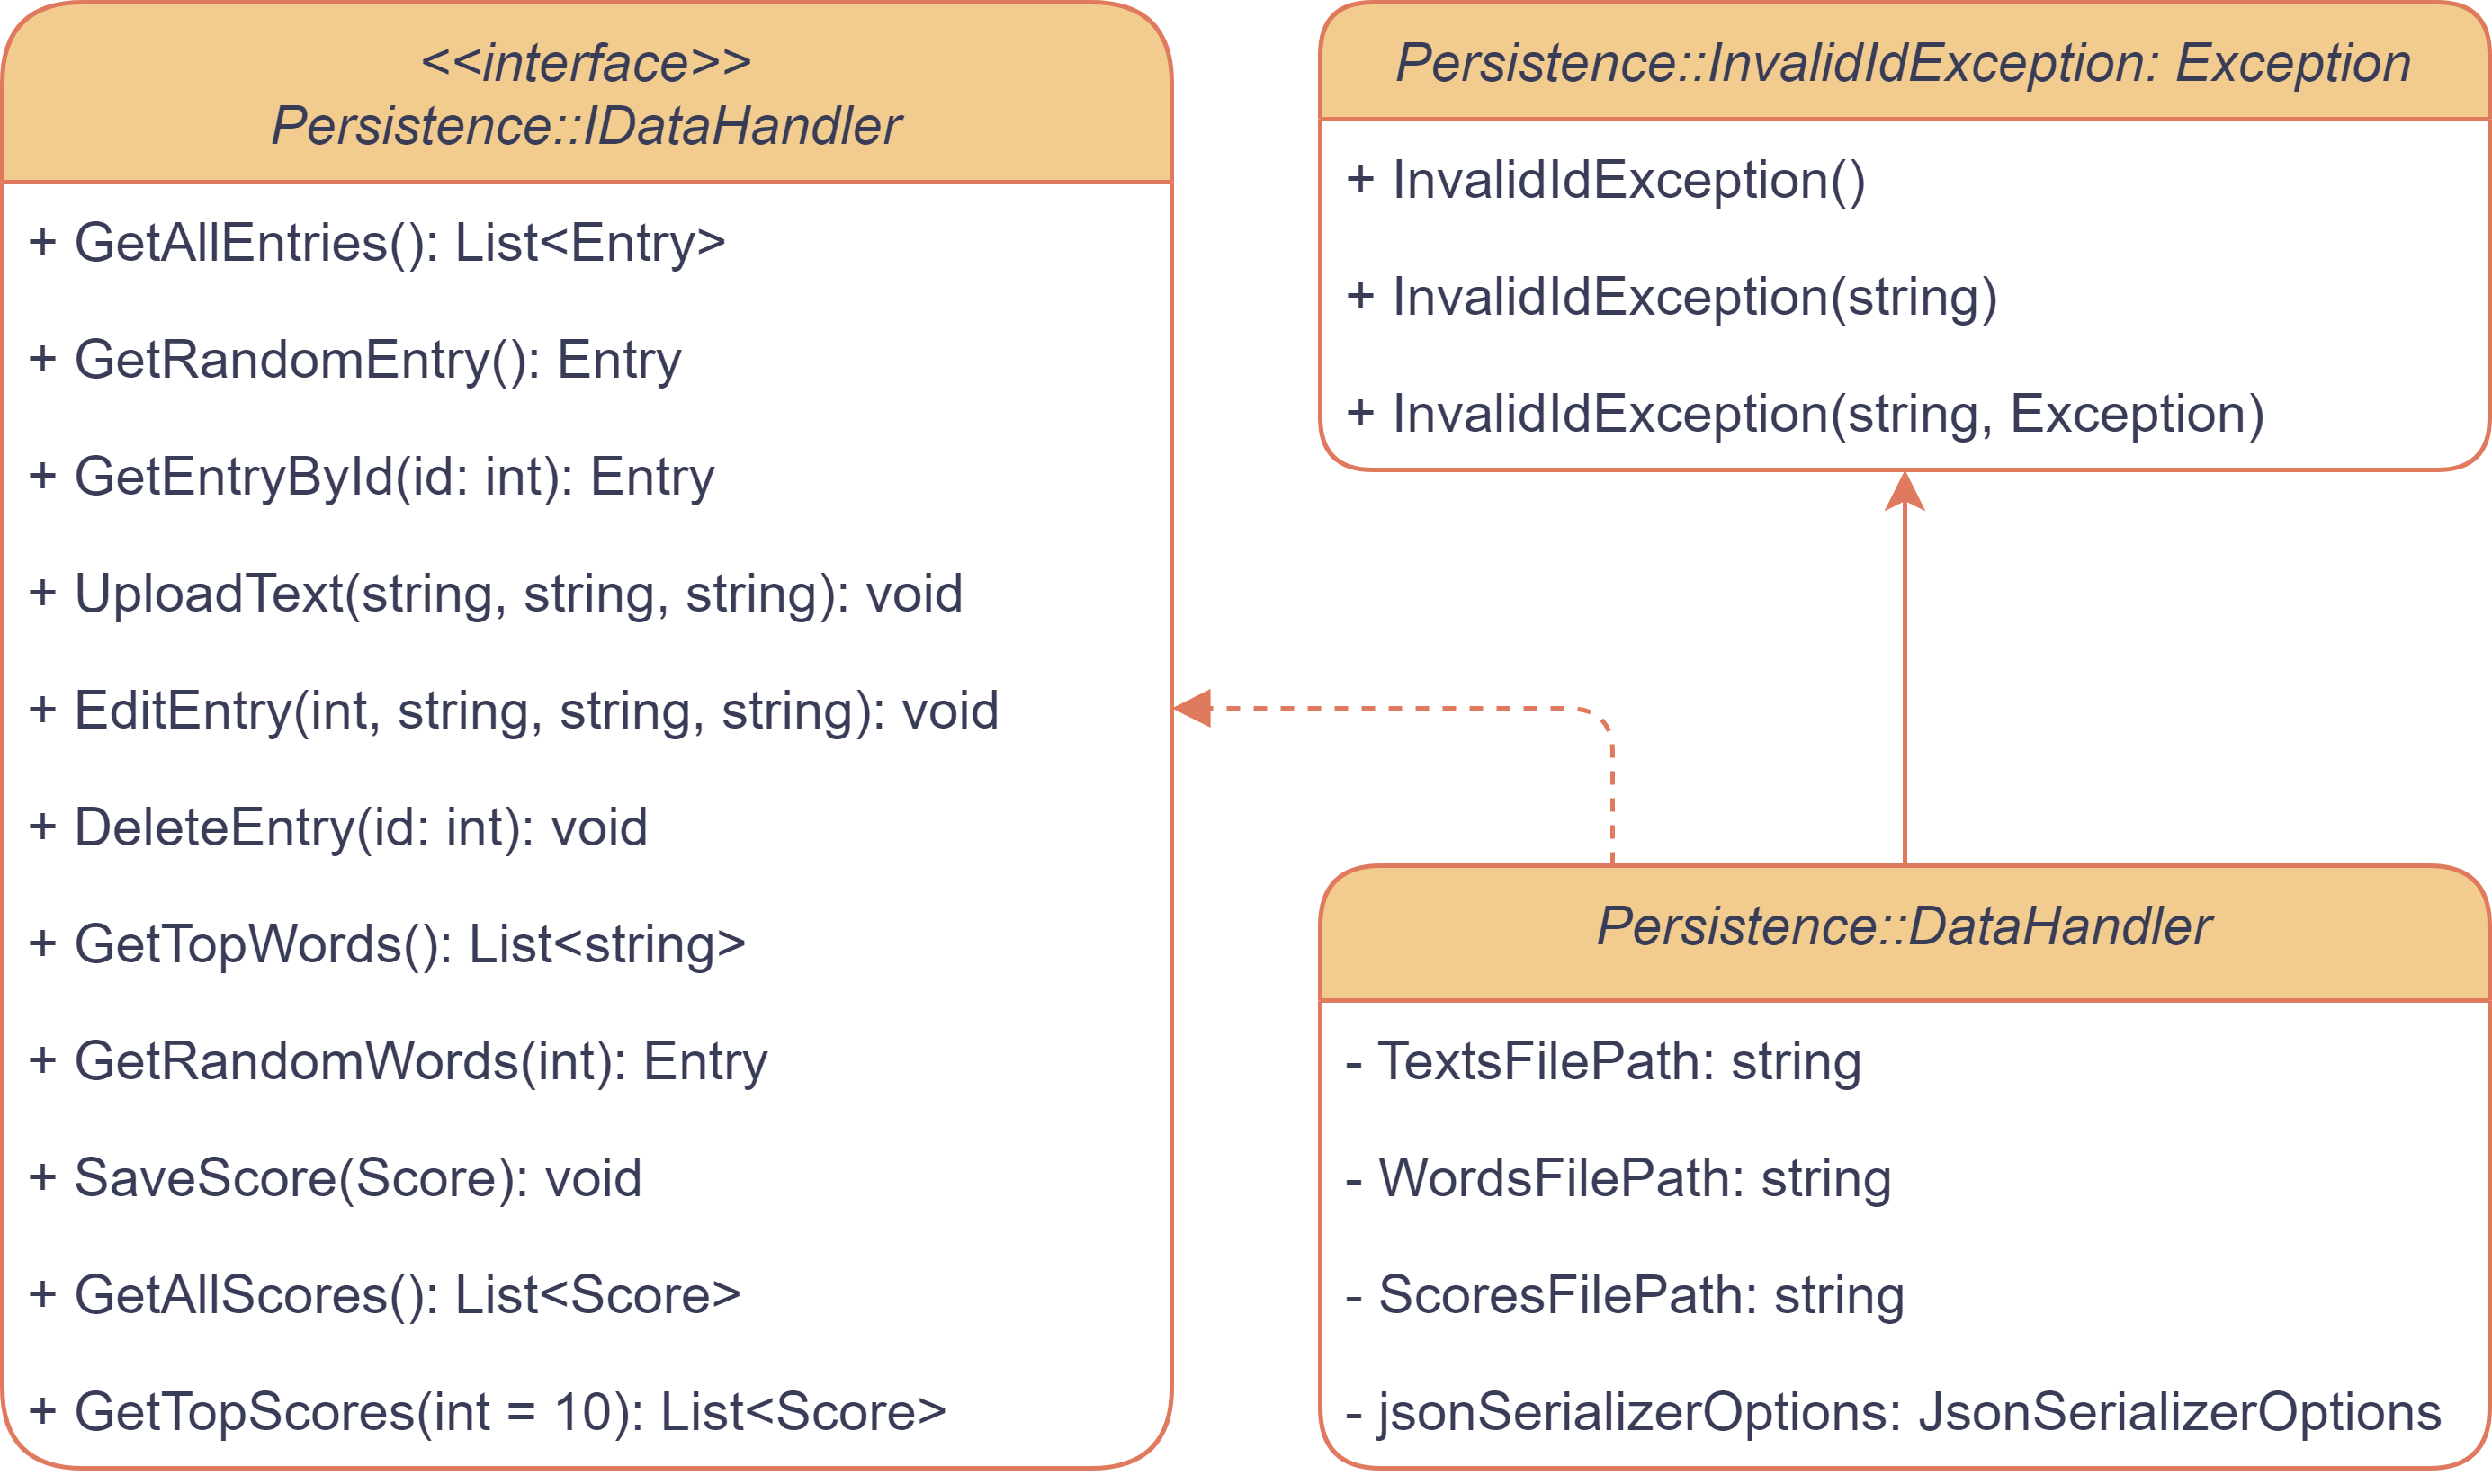 <<interface>>
Persistence::IDataHandler
+ GetAllEntries(): List<Entry>
+ GetRandomEntry(): Entry
+ GetEntryById(id: int): Entry
+ UploadText(string, string, string): void
+ EditEntry(int, string, string, string): void
+ DeleteEntry(id: int): void
+ GetTopWords(): List<string>
+ GetRandomWords(int): Entry
+ SaveScore(Score): void
+ GetAllScores(): List<Score>
+ GetTopScores(int = 10): List<Score>
Persistence::InvalidIdException: Exception
+ InvalidIdException()
+ InvalidIdException(string)
+ InvalidIdException(string, Exception)
Persistence::DataHandler
- TextsFilePath: string
- WordsFilePath: string
- ScoresFilePath: string
- jsonSerializerOptions: JsonSerializerOptions